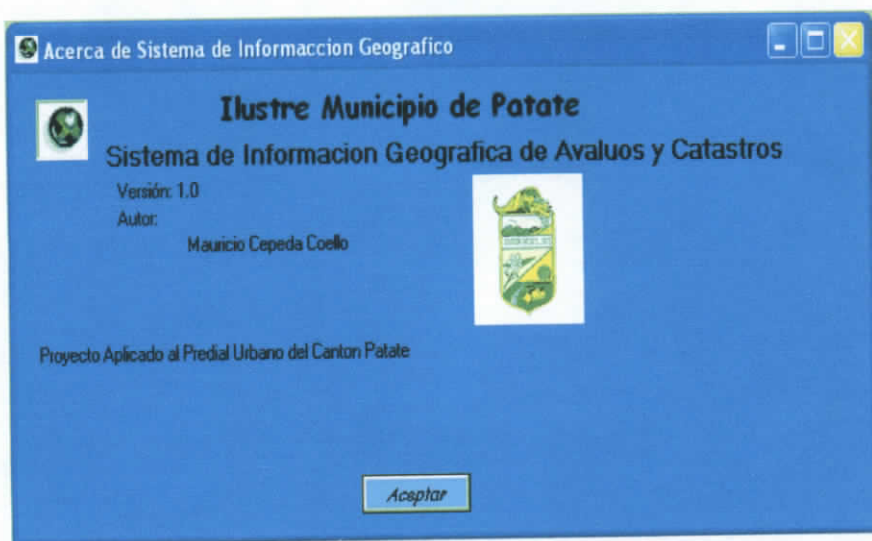 Acerca de Sistema de Informaccion Geografico
Ilustre Municipio de Patate
Sistema de Informacion Geografica de Avaluos y Catastros
Versión: 1.0
Autor:
Mauricio Cepeda Coello
Proyecto Aplicado al Predial Urbano del Canton Patate
Aceptar